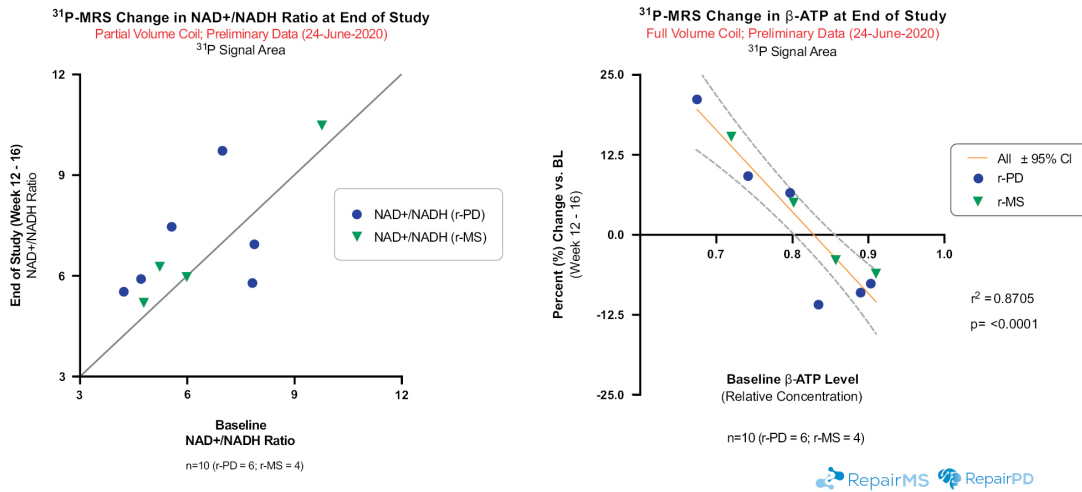 ³¹P-MRS Change in NAD+/NADH Ratio at End of Study
Partial Volume Coil; Preliminary Data (24-June-2020)
³¹P Signal Area
End of Study (Week 12 - 16)
NAD+/NADH Ratio
12
9
6
3
3
6
9
12
Baseline
NAD+/NADH Ratio
n=10 (r-PD = 6; r-MS = 4)
NAD+/NADH (r-PD)
NAD+/NADH (r-MS)
³¹P-MRS Change in β-ATP at End of Study
Full Volume Coil; Preliminary Data (24-June-2020)
³¹P Signal Area
Percent (%) Change vs. BL
(Week 12 - 16)
25.0
12.5
0.0
-12.5
-25.0
0.7
0.8
0.9
1.0
Baseline β-ATP Level
(Relative Concentration)
n=10 (r-PD = 6; r-MS = 4)
All ± 95% CI
r-PD
r-MS
r² = 0.8705
p= <0.0001
RepairMS
RepairPD